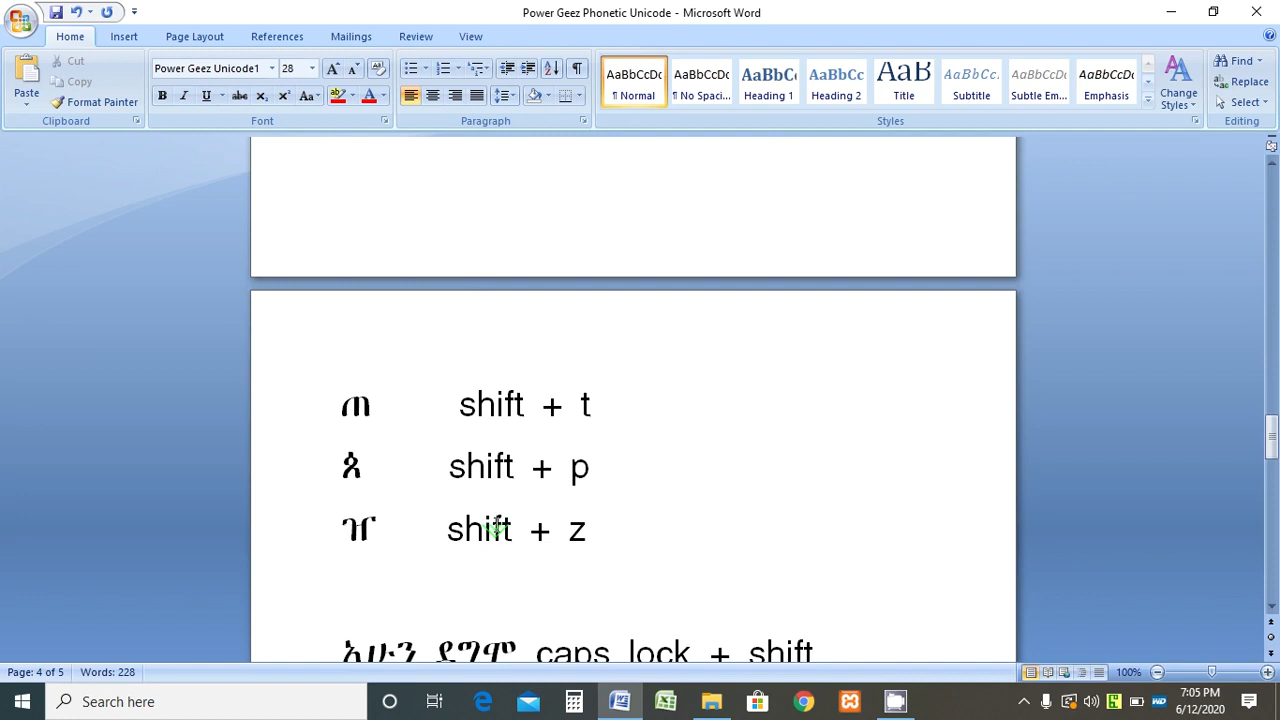 Power Geez Phonetic Unicode - Microsoft Word
Home Insert Page Layout References Mailings Review View
Cut
Copy
Format Painter
Paste
Clipboard
Power Geez Unicode1 28
Font
Paragraph
AaBbCcDc AaBbCcDc AaBbC AaBbCc AaB AaBbCc. AaBbCcDc AaBbCcDc
¶ Normal ¶ No Spaci... Heading 1 Heading 2 Title Subtitle Subtle Em... Emphasis
Change Styles
Styles
Find
Replace
Select
Editing
ጠ shift + t
ጰ shift + p
ዠ shift + z
አሁን ደግሞ caps lock + shift
Page: 4 of 5 Words: 228 100%
Search here
7:05 PM
6/12/2020